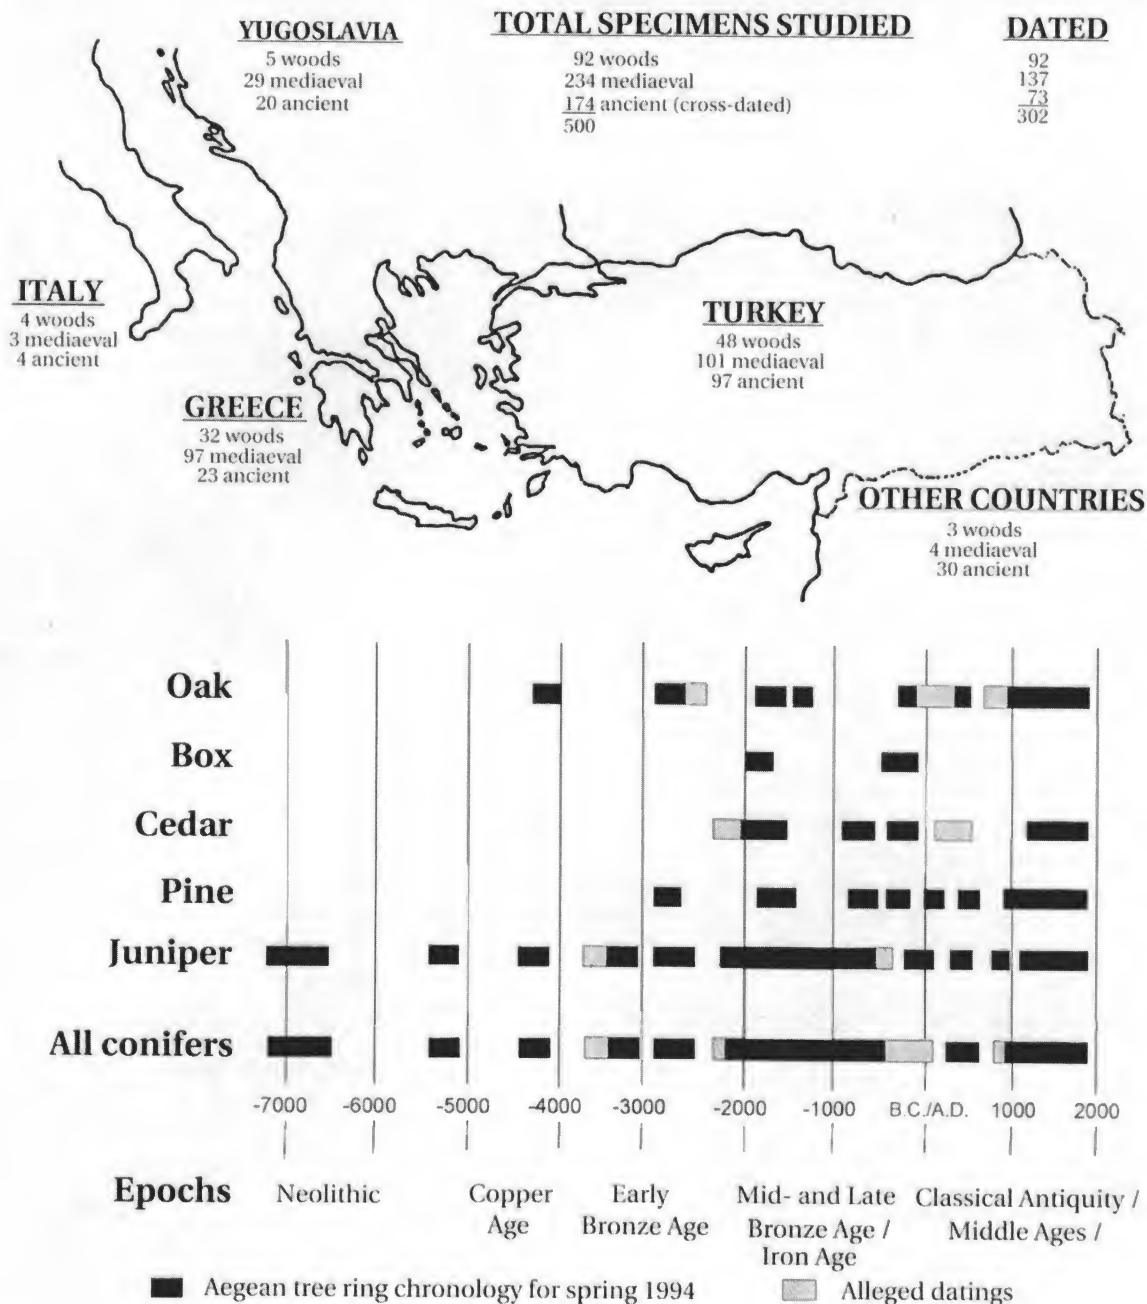 YUGOSLAVIA
5 woods
29 mediaeval
20 ancient
TOTAL SPECIMENS STUDIED
92 woods
234 mediaeval
174 ancient (cross-dated)
500
DATED
92
137
73
302
ITALY
4 woods
3 mediaeval
4 ancient
GREECE
32 woods
97 mediaeval
23 ancient
TURKEY
48 woods
101 mediaeval
97 ancient
OTHER COUNTRIES
3 woods
4 mediaeval
30 ancient
Oak
Box
Cedar
Pine
Juniper
All conifers
-7000 -6000 -5000 -4000 -3000 -2000 -1000 B.C./A.D. 1000 2000
Epochs
Neolithic
Copper
Age
Early
Bronze Age
Mid- and Late
Bronze Age /
Iron Age
Classical Antiquity /
Middle Ages /
Aegean tree ring chronology for spring 1994
Alleged datings